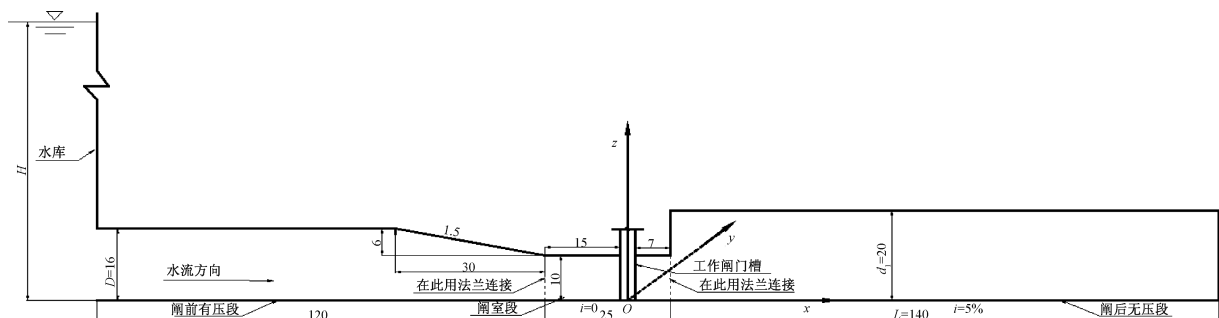 z
水库
H
1.5
y
6
15
7
D=16
水流方向
30
10
工作闸门槽
d=20
在此用法兰连接
在此用法兰连接
闸前有压段
120
闸室段
i=0
25
O
x
L=140
i=5%
闸后无压段